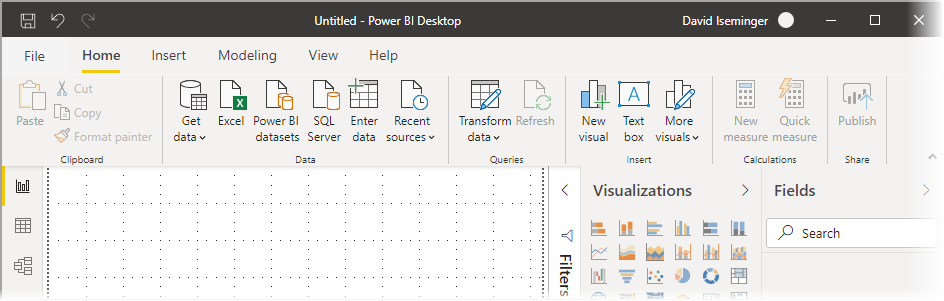 Untitled - Power BI Desktop
David Iseminger
File Home Insert Modeling View Help
Paste
Cut
Copy
Format painter
Clipboard
Get data
Excel
Power BI datasets
SQL Server
Enter data
Recent sources
Data
Transform data
Refresh
Queries
New visual
Text box
A
More visuals
Insert
New measure
Quick measure
Calculations
Publish
Share
Filters
Visualizations
Fields
Search